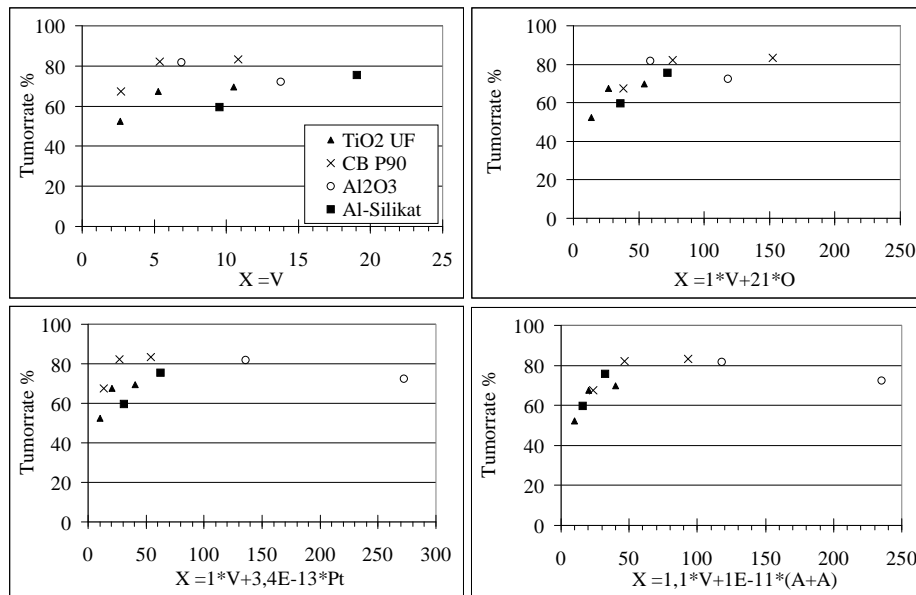 Tumorrate %
100
80
60
40
20
0
TiO2 UF
CB P90
Al2O3
Al-Silikat
0 5 10 15 20 25
X =V
Tumorrate %
100
80
60
40
20
0
0 50 100 150 200 250
X =1*V+21*O
Tumorrate %
100
80
60
40
20
0
0 50 100 150 200 250 300
X =1*V+3,4E-13*Pt
Tumorrate %
100
80
60
40
20
0
0 50 100 150 200 250
X =1,1*V+1E-11*(A+A)